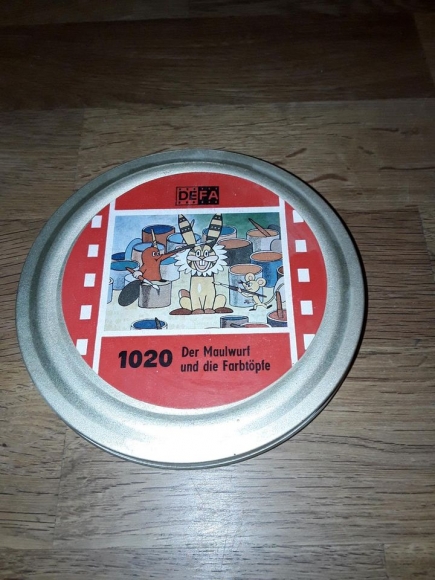 DEFA
1020 Der Maulwurf
und die Farbtöpfe